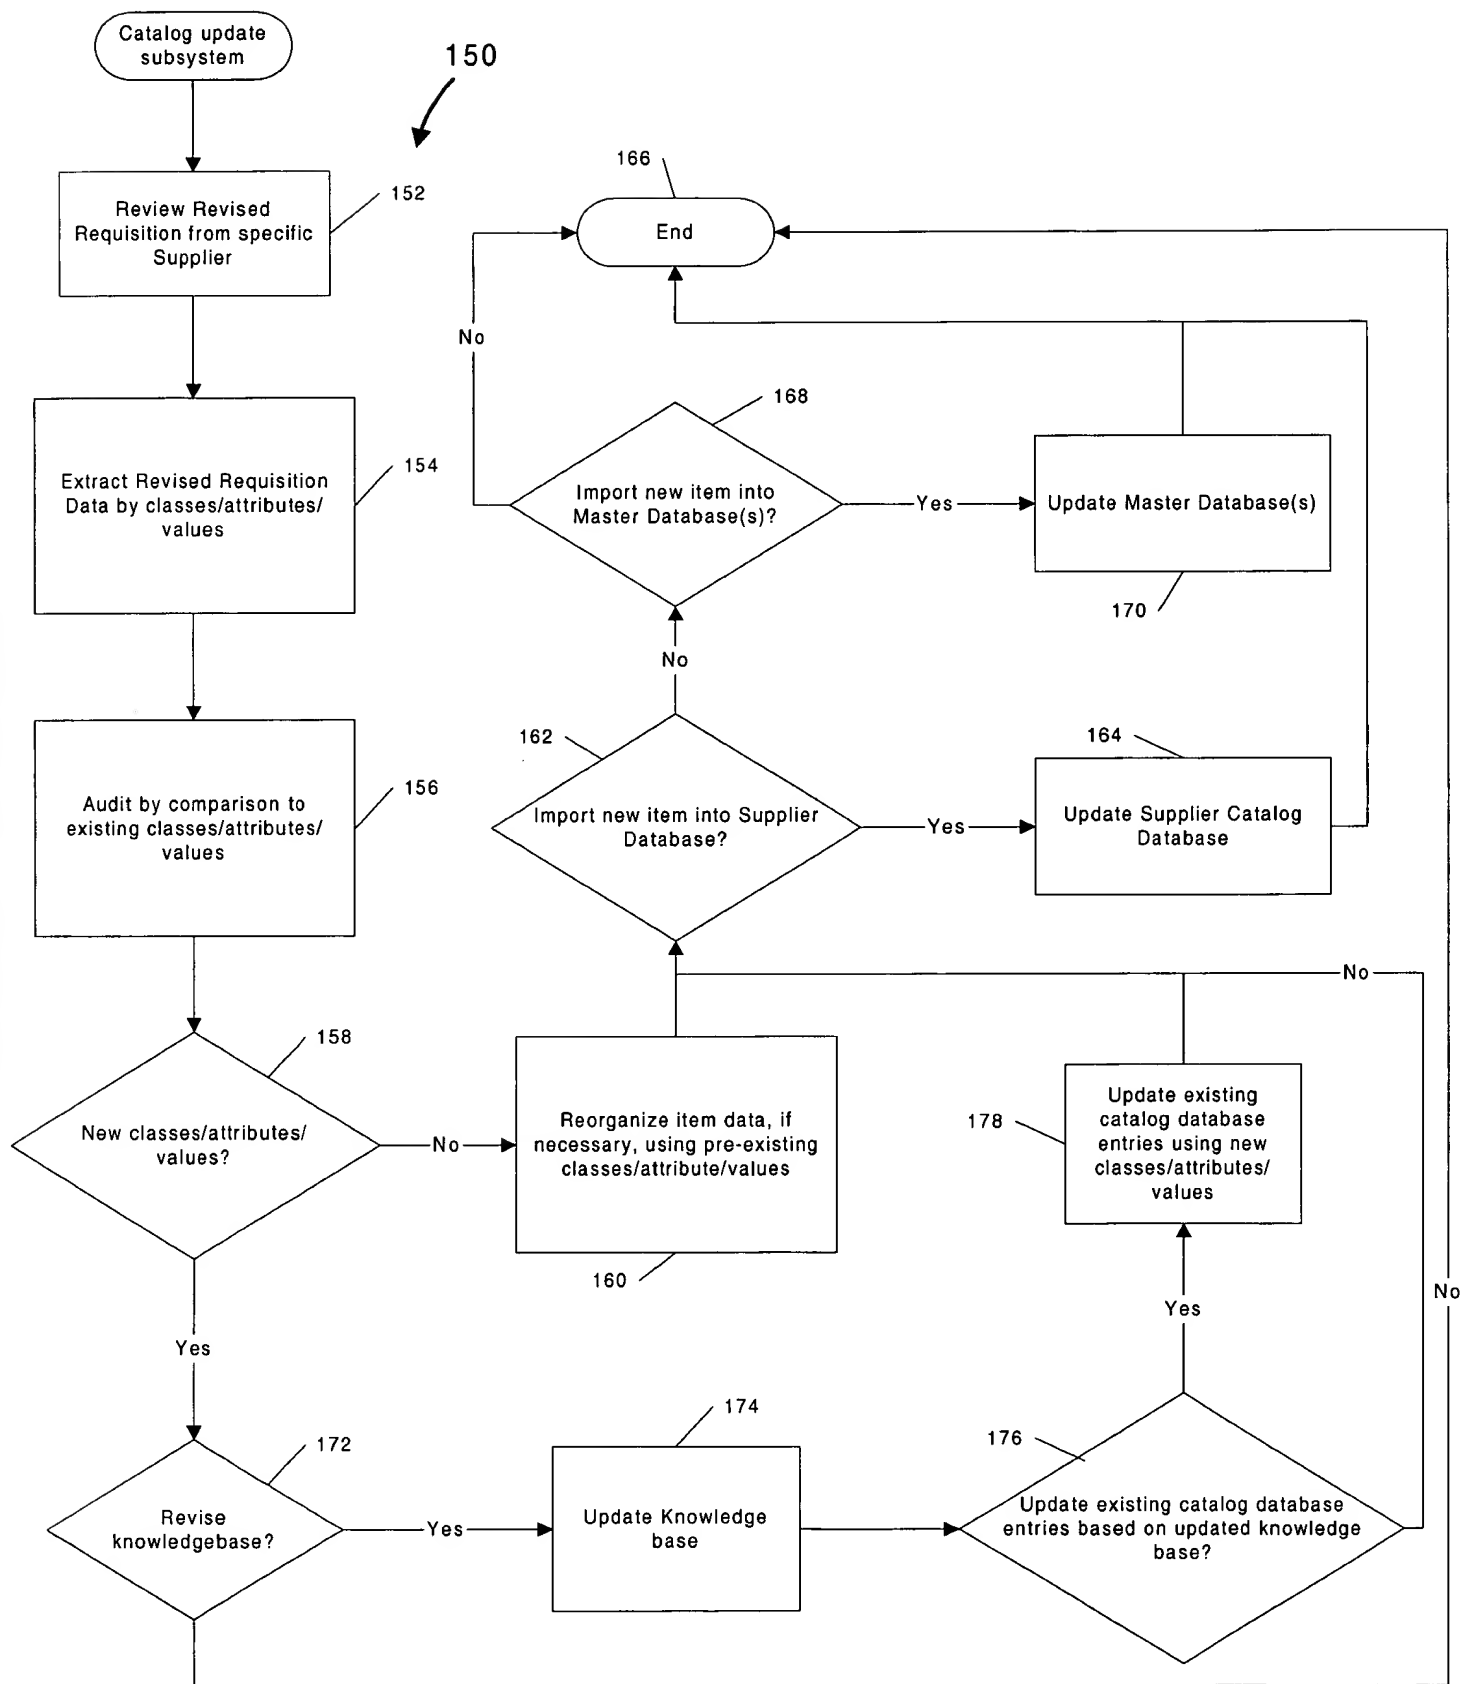 Catalog update
subsystem
150
Review Revised
Requisition from specific
Supplier
152
166
End
No
Extract Revised Requisition
Data by classes/attributes/
values
154
168
Import new item into
Master Database(s)?
Yes
Update Master Database(s)
170
No
Audit by comparison to
existing classes/attributes/
values
156
162
Import new item into Supplier
Database?
Yes
164
Update Supplier Catalog
Database
No
158
New classes/attributes/
values?
No
Reorganize item data, if
necessary, using pre-existing
classes/attribute/values
160
178
Update existing
catalog database
entries using new
classes/attributes/
values
No
Yes
Yes
172
Revise
knowledgebase?
Yes
174
Update Knowledge
base
176
Update existing catalog database
entries based on updated knowledge
base?